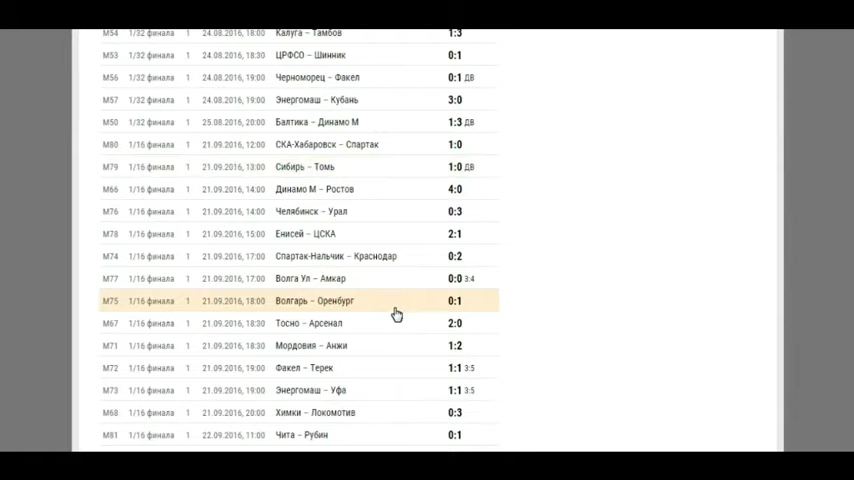 M54 1/32 финала 1 24.08.2016, 18:00 Калуга – Тамбов 1:3
M53 1/32 финала 1 24.08.2016, 18:30 ЦРФСО – Шинник 0:1
M56 1/32 финала 1 24.08.2016, 19:00 Черноморец – Факел 0:1 ДВ
M57 1/32 финала 1 24.08.2016, 19:00 Энергомаш – Кубань 3:0
M50 1/32 финала 1 25.08.2016, 20:00 Балтика – Динамо М 1:3 ДВ
M80 1/16 финала 1 21.09.2016, 12:00 СКА-Хабаровск – Спартак 1:0
M79 1/16 финала 1 21.09.2016, 13:00 Сибирь – Томь 1:0 ДВ
M66 1/16 финала 1 21.09.2016, 14:00 Динамо М – Ростов 4:0
M76 1/16 финала 1 21.09.2016, 14:00 Челябинск – Урал 0:3
M78 1/16 финала 1 21.09.2016, 15:00 Енисей – ЦСКА 2:1
M74 1/16 финала 1 21.09.2016, 17:00 Спартак-Нальчик – Краснодар 0:2
M77 1/16 финала 1 21.09.2016, 17:00 Волга Ул – Амкар 0:0 3:4
M75 1/16 финала 1 21.09.2016, 18:00 Волгарь – Оренбург 0:1
M67 1/16 финала 1 21.09.2016, 18:30 Тосно – Арсенал 2:0
M71 1/16 финала 1 21.09.2016, 18:30 Мордовия – Анжи 1:2
M72 1/16 финала 1 21.09.2016, 19:00 Факел – Терек 1:1 3:5
M73 1/16 финала 1 21.09.2016, 19:00 Энергомаш – Уфа 1:1 3:5
M68 1/16 финала 1 21.09.2016, 20:00 Химки – Локомотив 0:3
M81 1/16 финала 1 22.09.2016, 11:00 Чита – Рубин 0:1